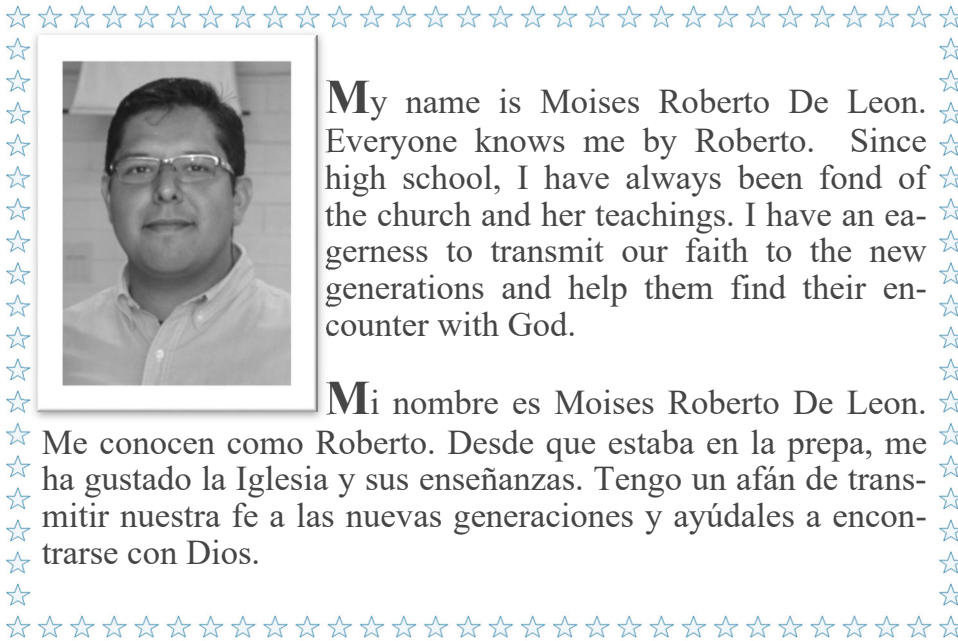 My name is Moises Roberto De Leon.
Everyone knows me by Roberto. Since
high school, I have always been fond of
the church and her teachings. I have an ea-
gerness to transmit our faith to the new
generations and help them find their en-
counter with God.
Mi nombre es Moises Roberto De Leon.
Me conocen como Roberto. Desde que estaba en la prepa, me
ha gustado la Iglesia y sus enseñanzas. Tengo un afán de trans-
mitir nuestra fe a las nuevas generaciones y ayúdales a encon-
trarse con Dios.